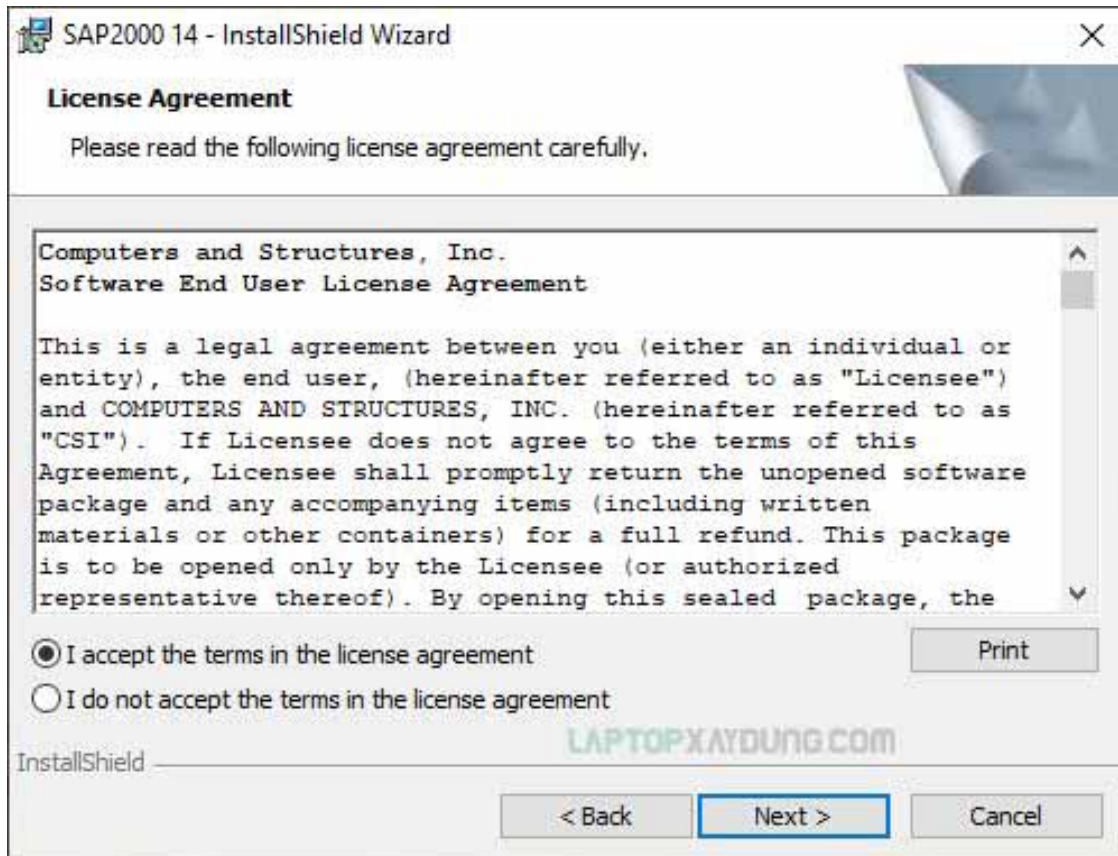 SAP2000 14 - InstallShield Wizard
License Agreement
Please read the following license agreement carefully.
Computers and Structures, Inc.
Software End User License Agreement
This is a legal agreement between you (either an individual or
entity), the end user, (hereinafter referred to as "Licensee")
and COMPUTERS AND STRUCTURES, INC. (hereinafter referred to as
"CSI").  If Licensee does not agree to the terms of this
Agreement, Licensee shall promptly return the unopened software
package and any accompanying items (including written
materials or other containers) for a full refund. This package
is to be opened only by the Licensee (or authorized
representative thereof). By opening this sealed  package, the
I accept the terms in the license agreement
Print
I do not accept the terms in the license agreement
LAPTOPXAYDUNG.COM
InstallShield
< Back
Next >
Cancel